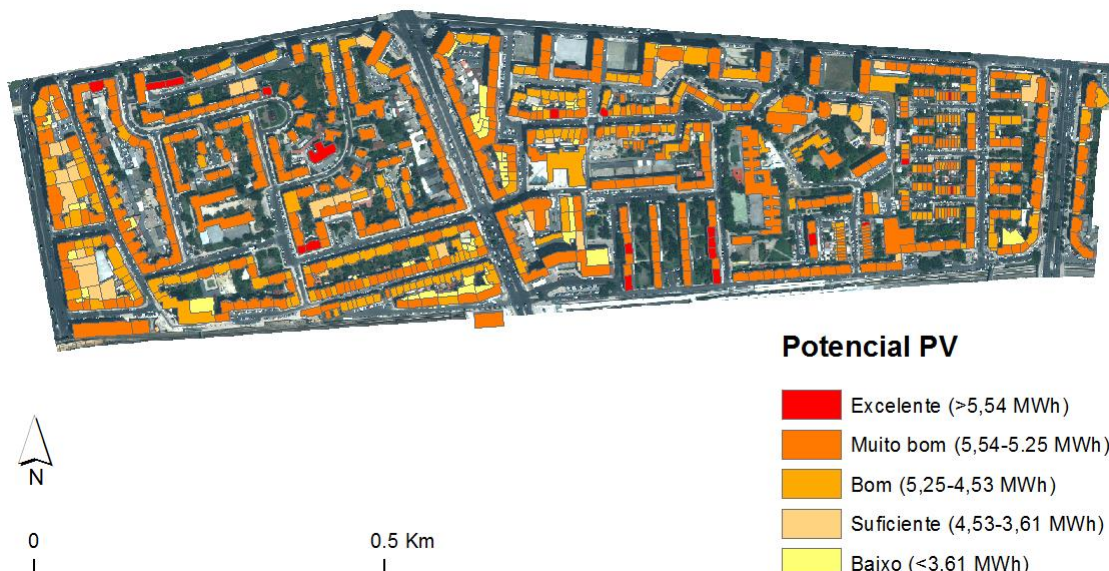 Potencial PV
Excelente (>5,54 MWh)
Muito bom (5,54-5.25 MWh)
Bom (5,25-4,53 MWh)
Suficiente (4,53-3,61 MWh)
Baixo (<3,61 MWh)
N
0
0.5 Km